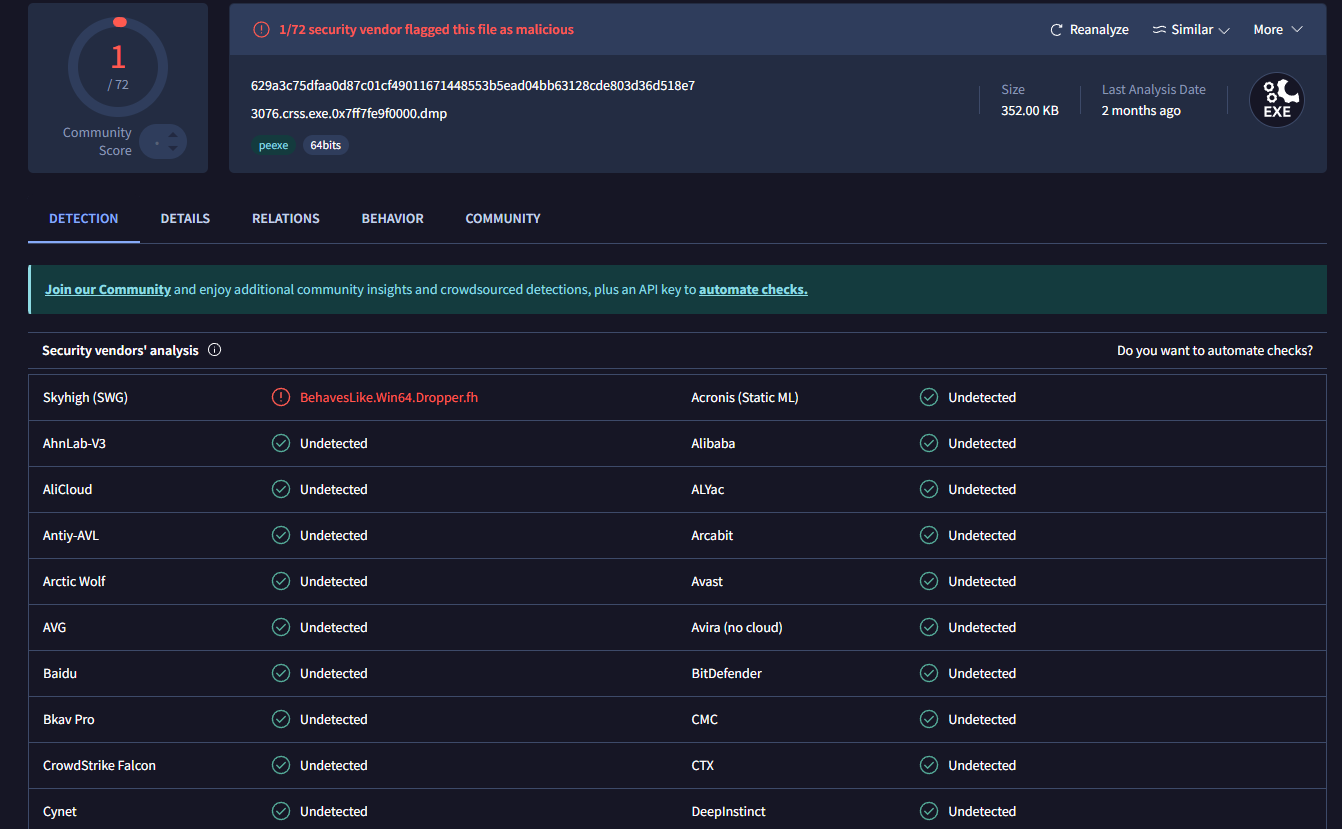 1
/ 72
Community
Score
1/72 security vendor flagged this file as malicious
Reanalyze
Similar
More
629a3c75dfaa0d87c01cf49011671448553b5ead04bb63128cde803d36d518e7
3076.crss.exe.0x7ff7fe9f0000.dmp
peexe
64bits
Size
352.00 KB
Last Analysis Date
2 months ago
EXE
DETECTION
DETAILS
RELATIONS
BEHAVIOR
COMMUNITY
Join our Community and enjoy additional community insights and crowdsourced detections, plus an API key to automate checks.
Security vendors' analysis
Do you want to automate checks?
Skyhigh (SWG) BehavesLike.Win64.Dropper.fh Acronis (Static ML) Undetected
AhnLab-V3 Undetected Alibaba Undetected
AliCloud Undetected ALYac Undetected
Antiy-AVL Undetected Arcabit Undetected
Arctic Wolf Undetected Avast Undetected
AVG Undetected Avira (no cloud) Undetected
Baidu Undetected BitDefender Undetected
Bkav Pro Undetected CMC Undetected
CrowdStrike Falcon Undetected CTX Undetected
Cynet Undetected DeepInstinct Undetected